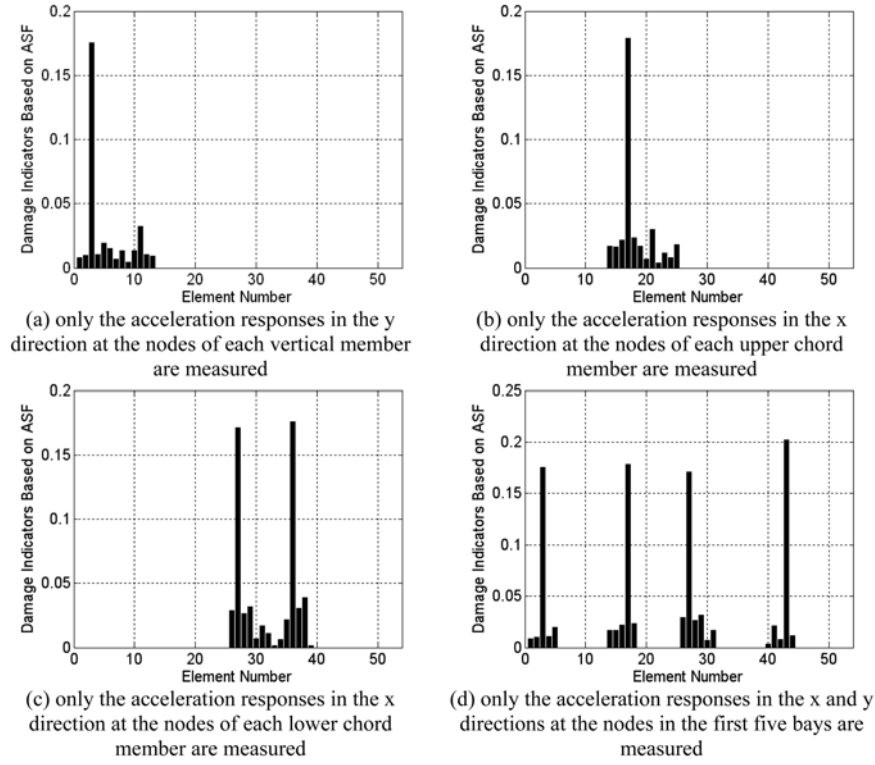 0.2
0.15
0.1
0.05
0
Damage Indicators Based on ASF
0 10 20 30 40 50
Element Number
(a) only the acceleration responses in the y
direction at the nodes of each vertical member
are measured
0.2
0.15
0.1
0.05
0
Damage Indicators Based on ASF
0 10 20 30 40 50
Element Number
(b) only the acceleration responses in the x
direction at the nodes of each upper chord
member are measured
0.2
0.15
0.1
0.05
0
Damage Indicators Based on ASF
0 10 20 30 40 50
Element Number
(c) only the acceleration responses in the x
direction at the nodes of each lower chord
member are measured
0.25
0.2
0.15
0.1
0.05
0
Damage Indicators Based on ASF
0 10 20 30 40 50
Element Number
(d) only the acceleration responses in the x and y
directions at the nodes in the first five bays are
measured